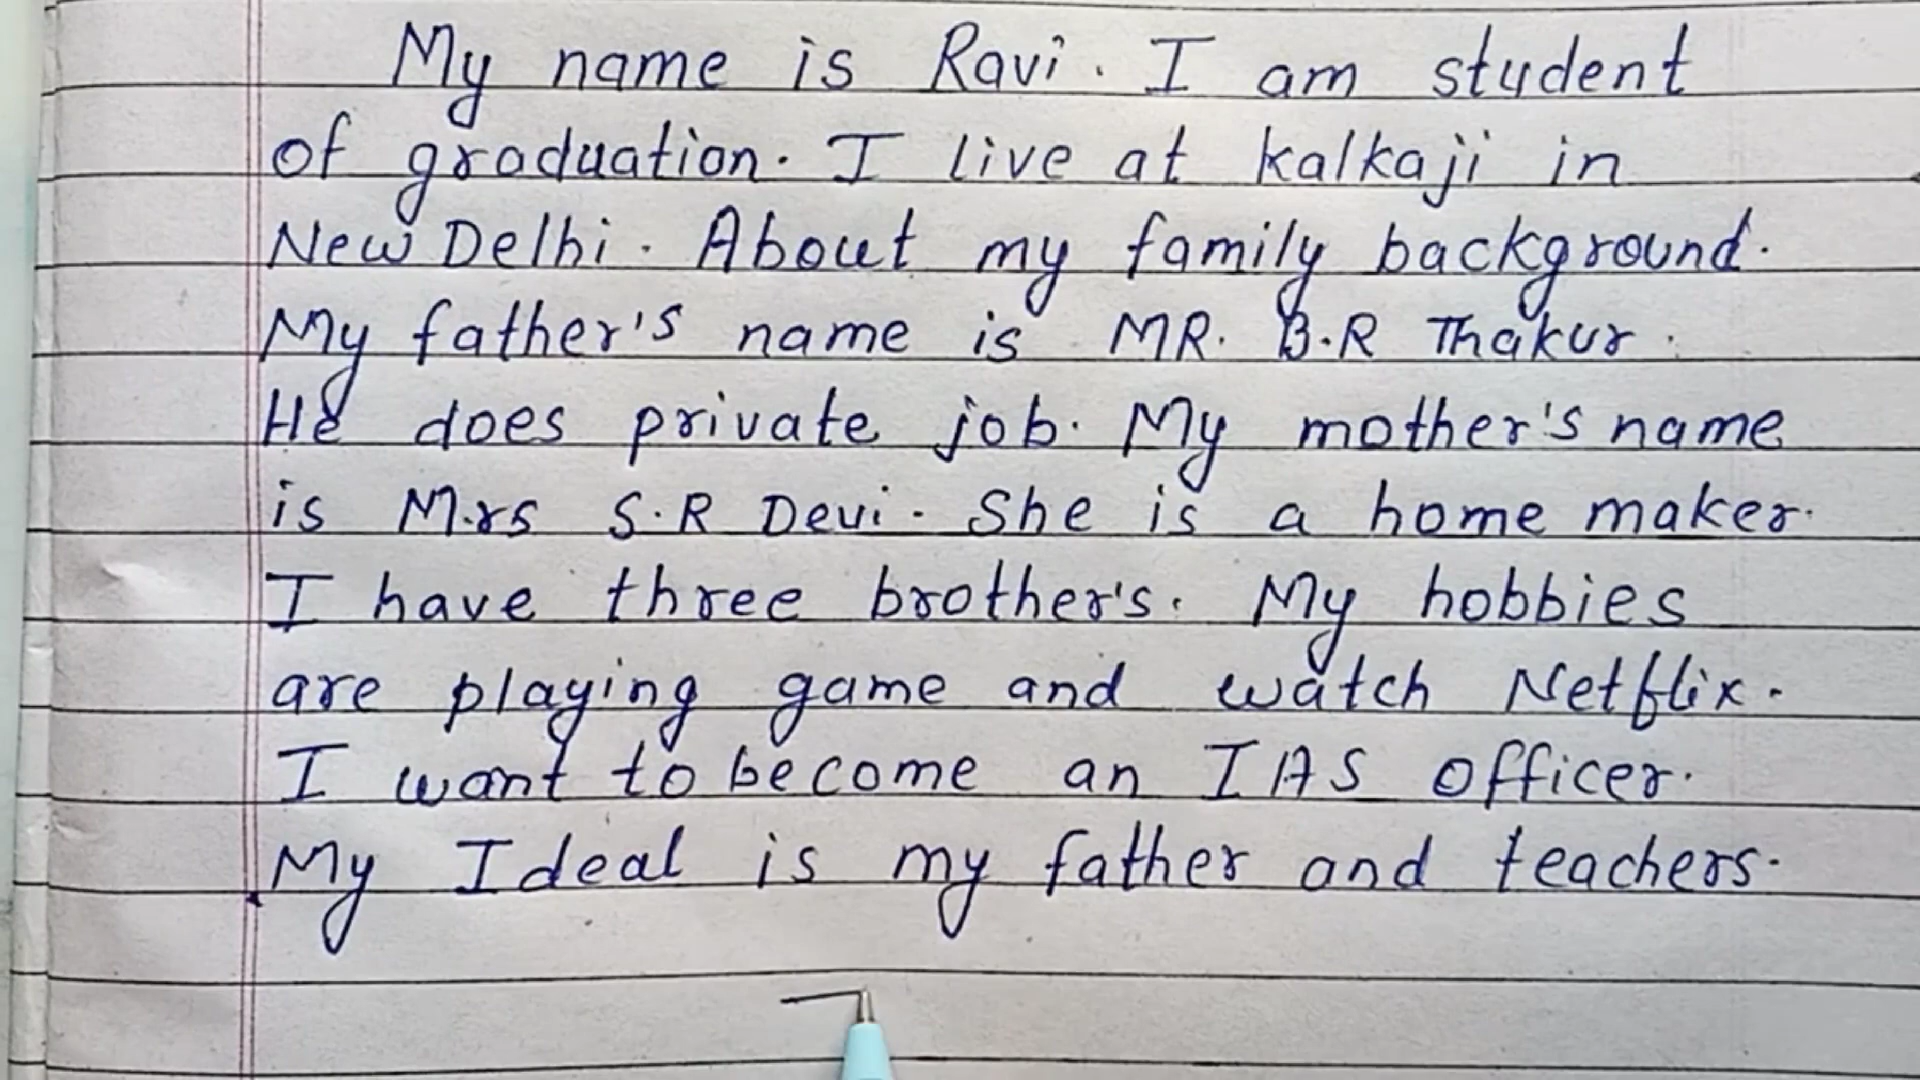 My name is Ravi. I am student
of graduation. I live at kalkaji in
New Delhi. About my family background.
My father's name is MR. B.R Thakur.
He does private job. My mother's name
is Mrs S.R Devi. She is a home maker.
I have three brother's. My hobbies
are playing game and watch Netflix.
I want to become an IAS officer.
My Ideal is my father and teachers.